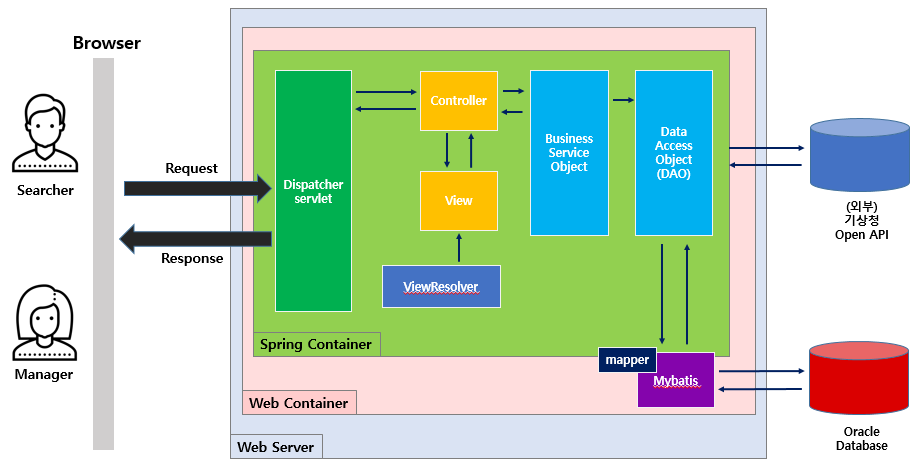 Browser
Searcher
Manager
Request
Response
Dispatcher
servlet
Controller
View
ViewResolver
Business
Service
Object
Data
Access
Object
(DAO)
Spring Container
mapper
Mybatis
Web Container
Web Server
(외부)
기상청
Open API
Oracle
Database